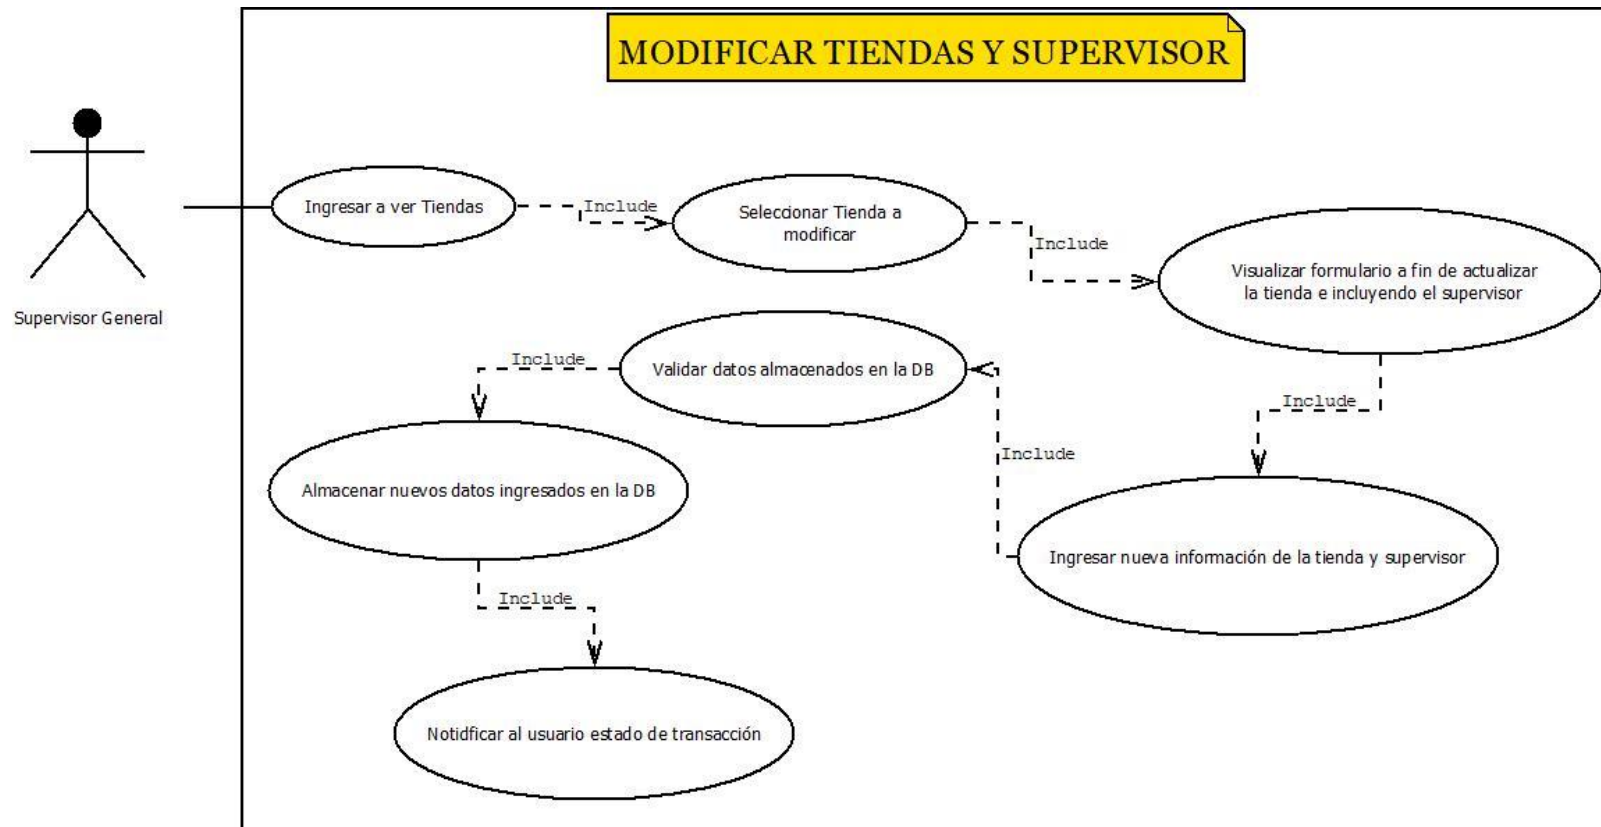 MODIFICAR TIENDAS Y SUPERVISOR
Ingresar a ver Tiendas
Include
Seleccionar Tienda a
modificar
Include
Visualizar formulario a fin de actualizar
la tienda e incluyendo el supervisor
Supervisor General
Include
Ingresar nueva información de la tienda y supervisor
Include
Validar datos almacenados en la DB
Include
Almacenar nuevos datos ingresados en la DB
Include
Notidficar al usuario estado de transacción